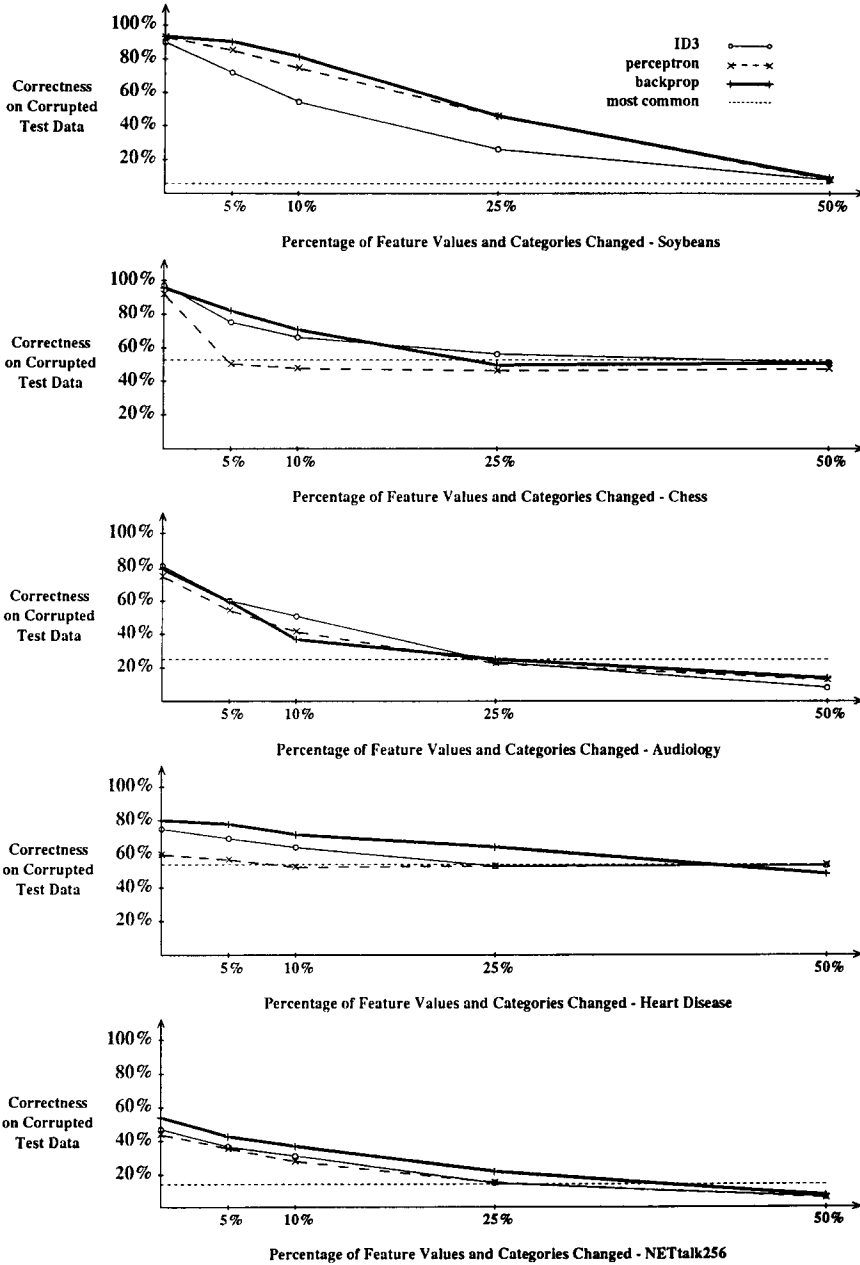 100%
80%
60%
40%
20%
Correctness
on Corrupted
Test Data
ID3
perceptron
backprop
most common
5%
10%
25%
50%
Percentage of Feature Values and Categories Changed - Soybeans
100%
80%
60%
40%
20%
Correctness
on Corrupted
Test Data
5%
10%
25%
50%
Percentage of Feature Values and Categories Changed - Chess
100%
80%
60%
40%
20%
Correctness
on Corrupted
Test Data
5%
10%
25%
50%
Percentage of Feature Values and Categories Changed - Audiology
100%
80%
60%
40%
20%
Correctness
on Corrupted
Test Data
5%
10%
25%
50%
Percentage of Feature Values and Categories Changed - Heart Disease
100%
80%
60%
40%
20%
Correctness
on Corrupted
Test Data
5%
10%
25%
50%
Percentage of Feature Values and Categories Changed - NETtalk256